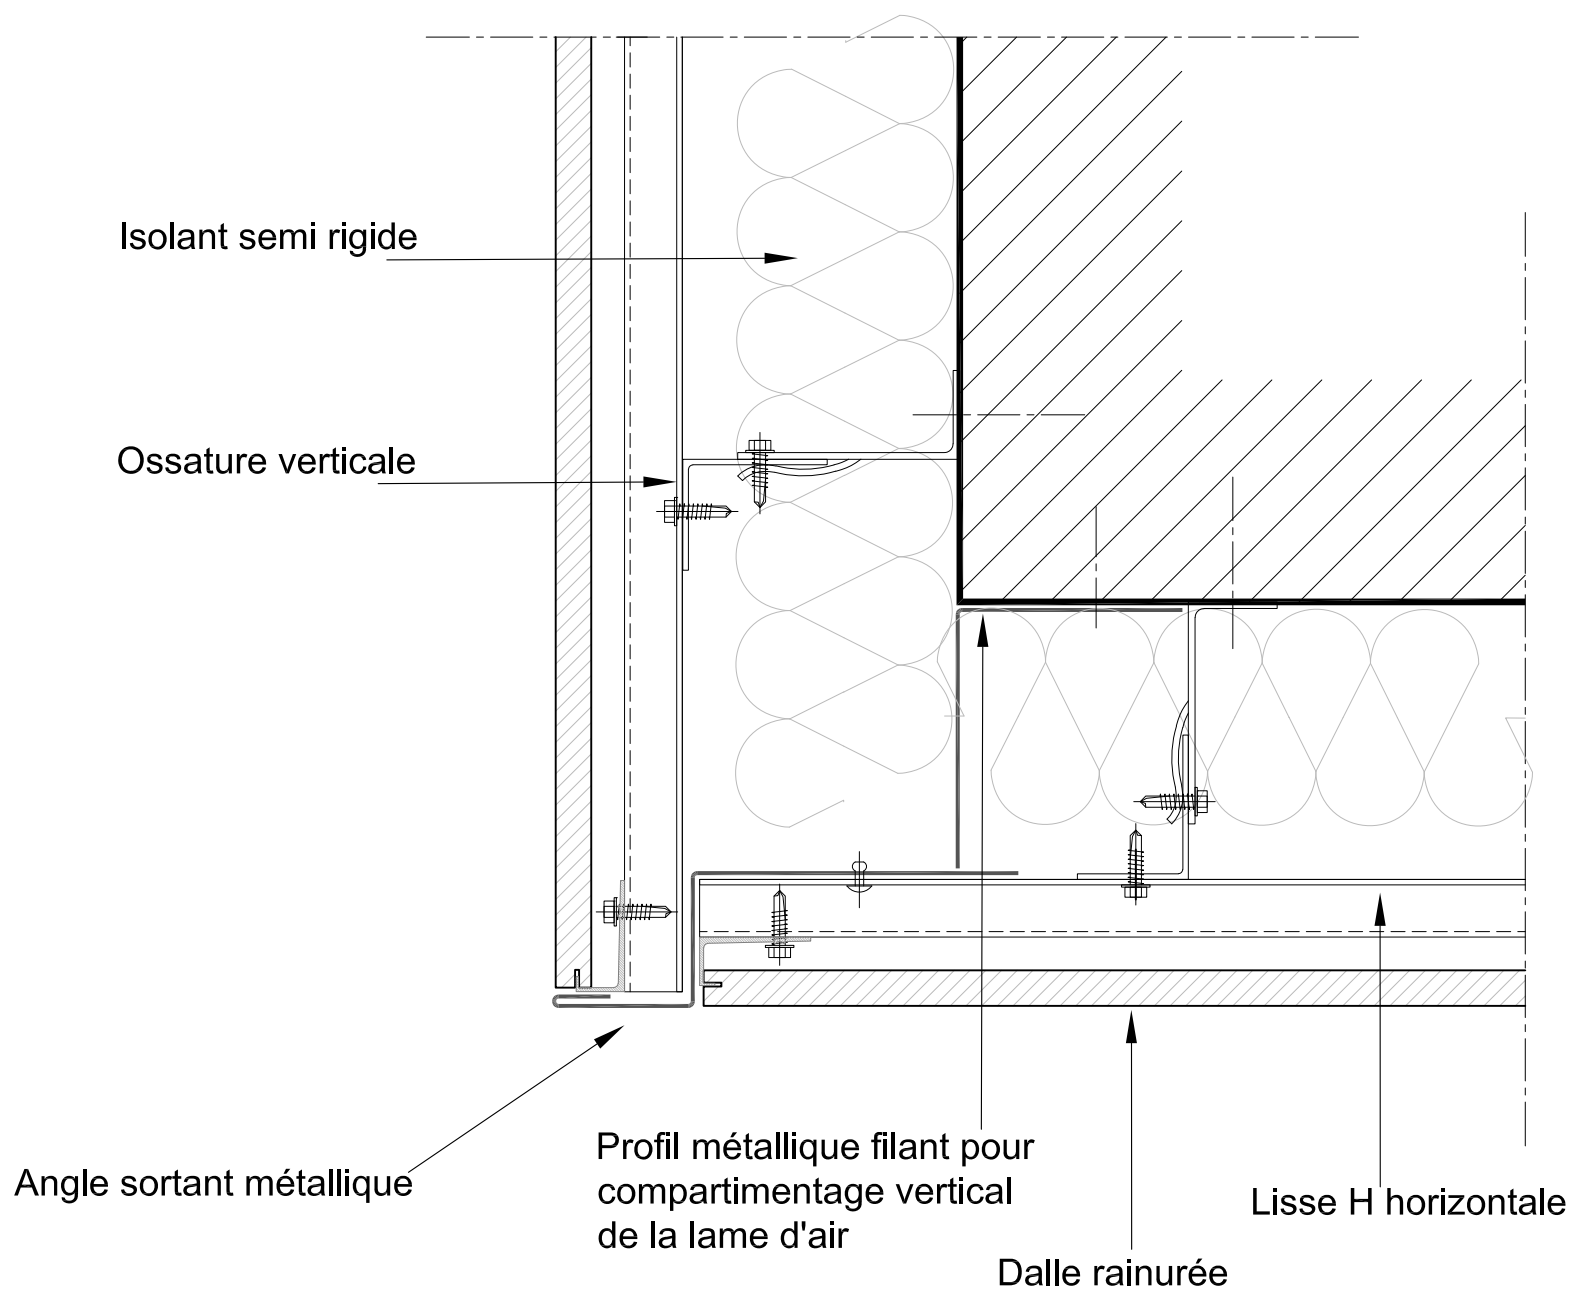 Isolant semi rigide
Ossature verticale
Angle sortant métallique
Profil métallique filant pour
compartimentage vertical
de la lame d'air
Dalle rainurée
Lisse H horizontale